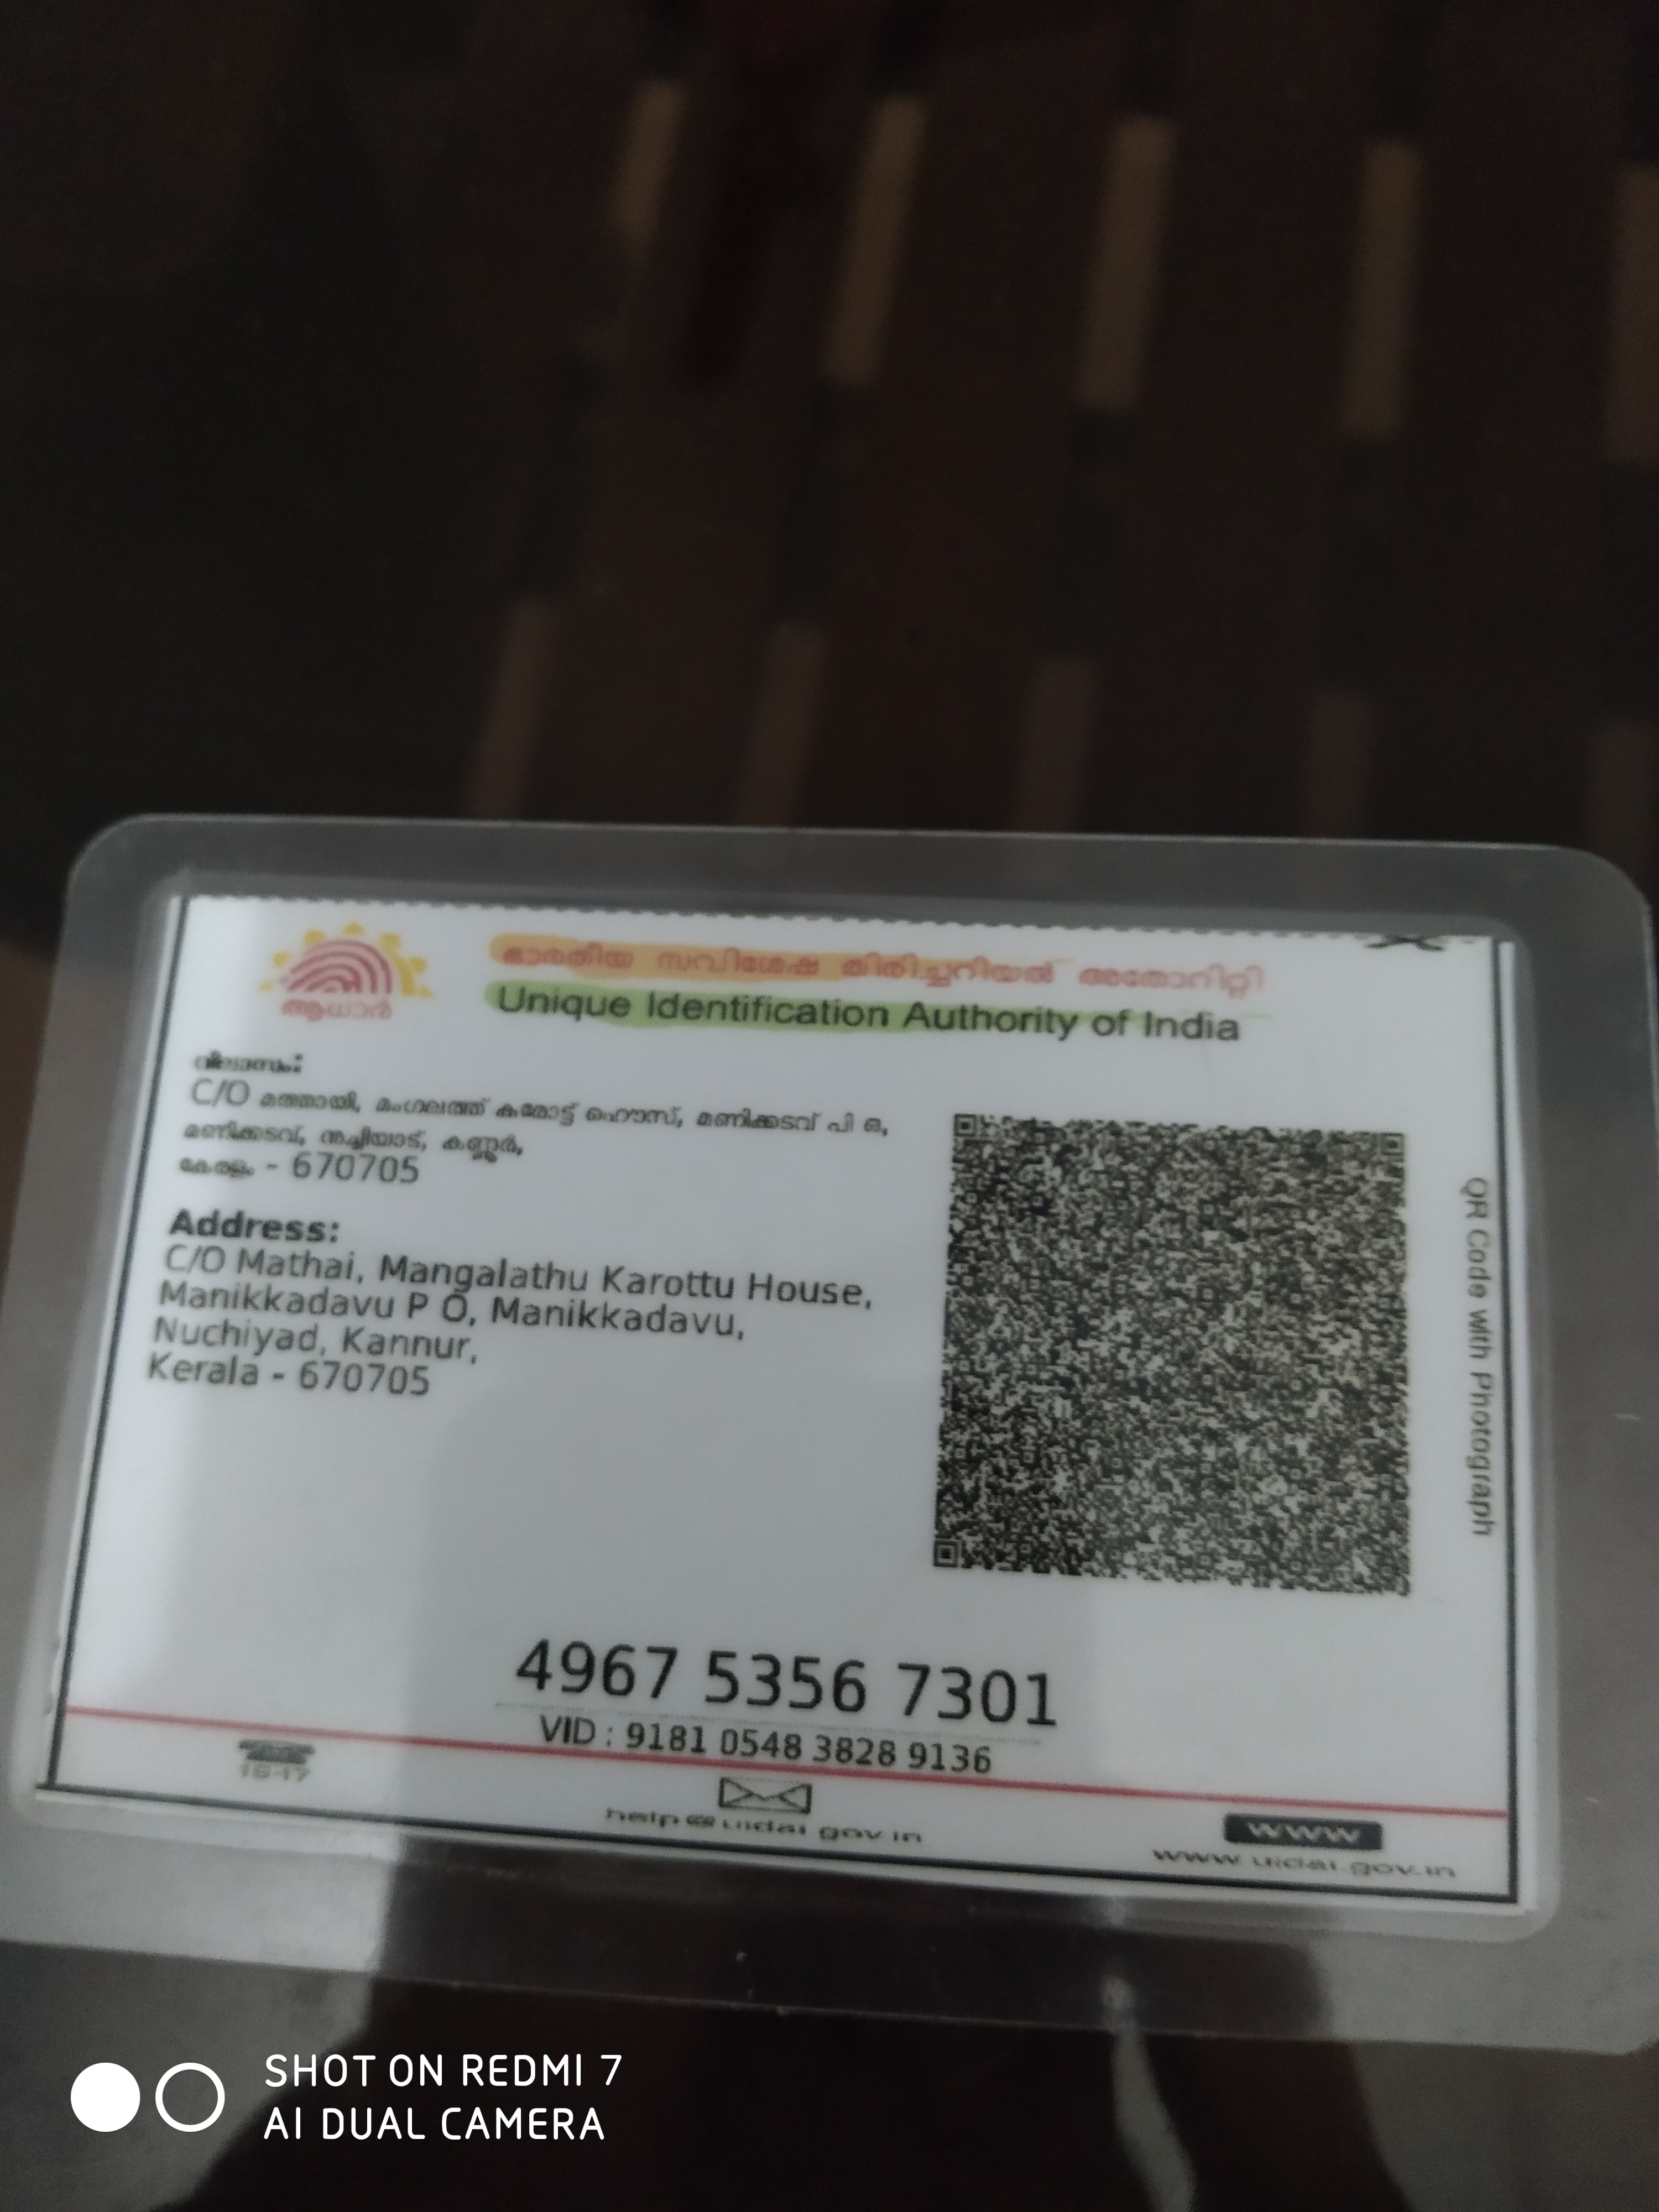 ഭാരതീയ സവിശേഷ തിരിച്ചറിയൽ അതോറിറ്റി
Unique Identification Authority of India
ആധാർ
വിലാസം:
C/O മത്തായി, മംഗലത്ത് കരോട്ട് ഹൌസ്, മണിക്കടവ് പി ഒ,
മണിക്കടവ്, നുച്ചിയാട്, കണ്ണൂർ,
കേരളം - 670705
Address:
C/O Mathai, Mangalathu Karottu House,
Manikkadavu P O, Manikkadavu,
Nuchiyad, Kannur,
Kerala - 670705
QR Code with Photograph
4967 5356 7301
VID : 9181 0548 3828 9136
1947
help@uidai.gov.in
www
www.uidai.gov.in
SHOT ON REDMI 7
AI DUAL CAMERA